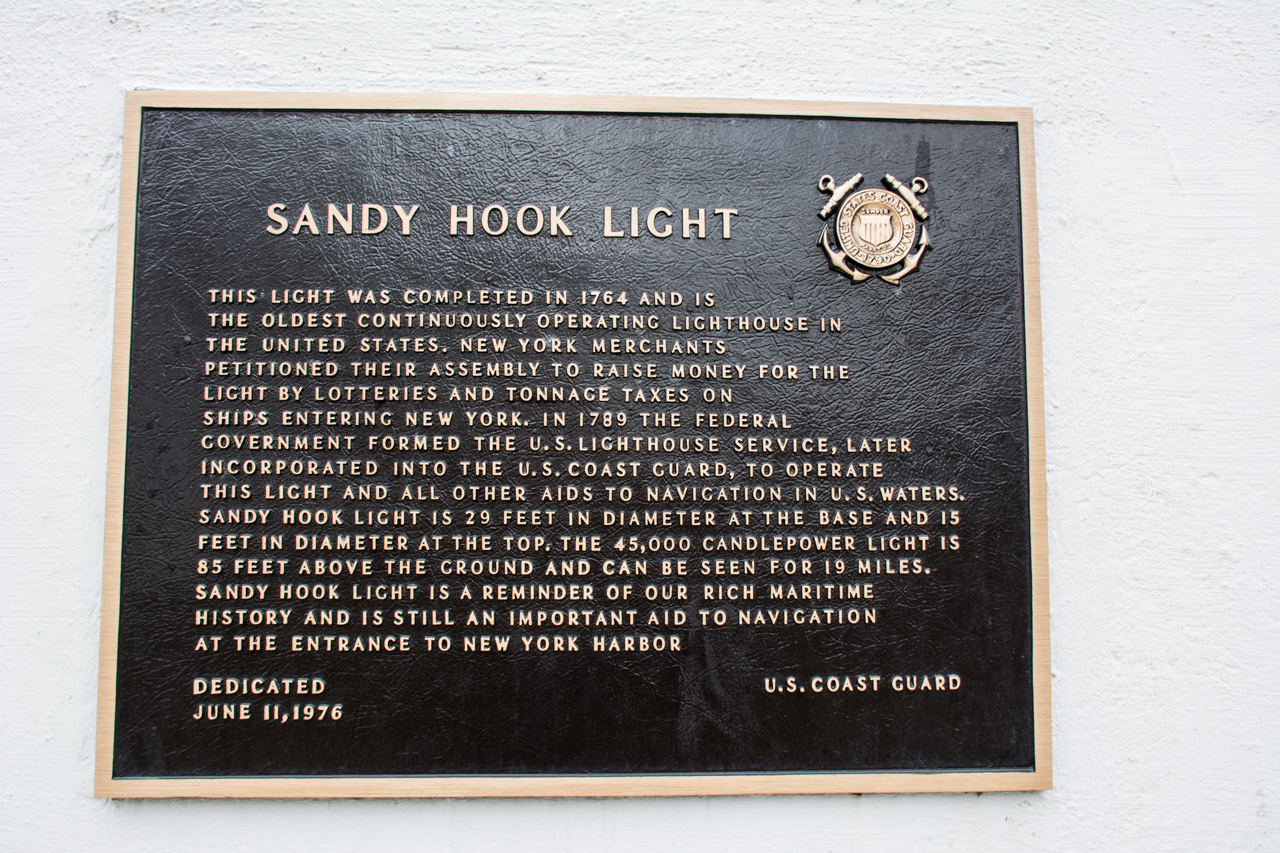 SANDY HOOK LIGHT
UNITED STATES COAST GUARD
1790
SEMPER
PARATUS
THIS LIGHT WAS COMPLETED IN 1764 AND IS
THE OLDEST CONTINUOUSLY OPERATING LIGHTHOUSE IN
THE UNITED STATES. NEW YORK MERCHANTS
PETITIONED THEIR ASSEMBLY TO RAISE MONEY FOR THE
LIGHT BY LOTTERIES AND TONNAGE TAXES ON
SHIPS ENTERING NEW YORK. IN 1789 THE FEDERAL
GOVERNMENT FORMED THE U.S. LIGHTHOUSE SERVICE, LATER
INCORPORATED INTO THE U.S. COAST GUARD, TO OPERATE
THIS LIGHT AND ALL OTHER AIDS TO NAVIGATION IN U.S. WATERS.
SANDY HOOK LIGHT IS 29 FEET IN DIAMETER AT THE BASE AND 15
FEET IN DIAMETER AT THE TOP. THE 45,000 CANDLEPOWER LIGHT IS
85 FEET ABOVE THE GROUND AND CAN BE SEEN FOR 19 MILES.
SANDY HOOK LIGHT IS A REMINDER OF OUR RICH MARITIME
HISTORY AND IS STILL AN IMPORTANT AID TO NAVIGATION
AT THE ENTRANCE TO NEW YORK HARBOR
DEDICATED
JUNE 11, 1976
U.S. COAST GUARD